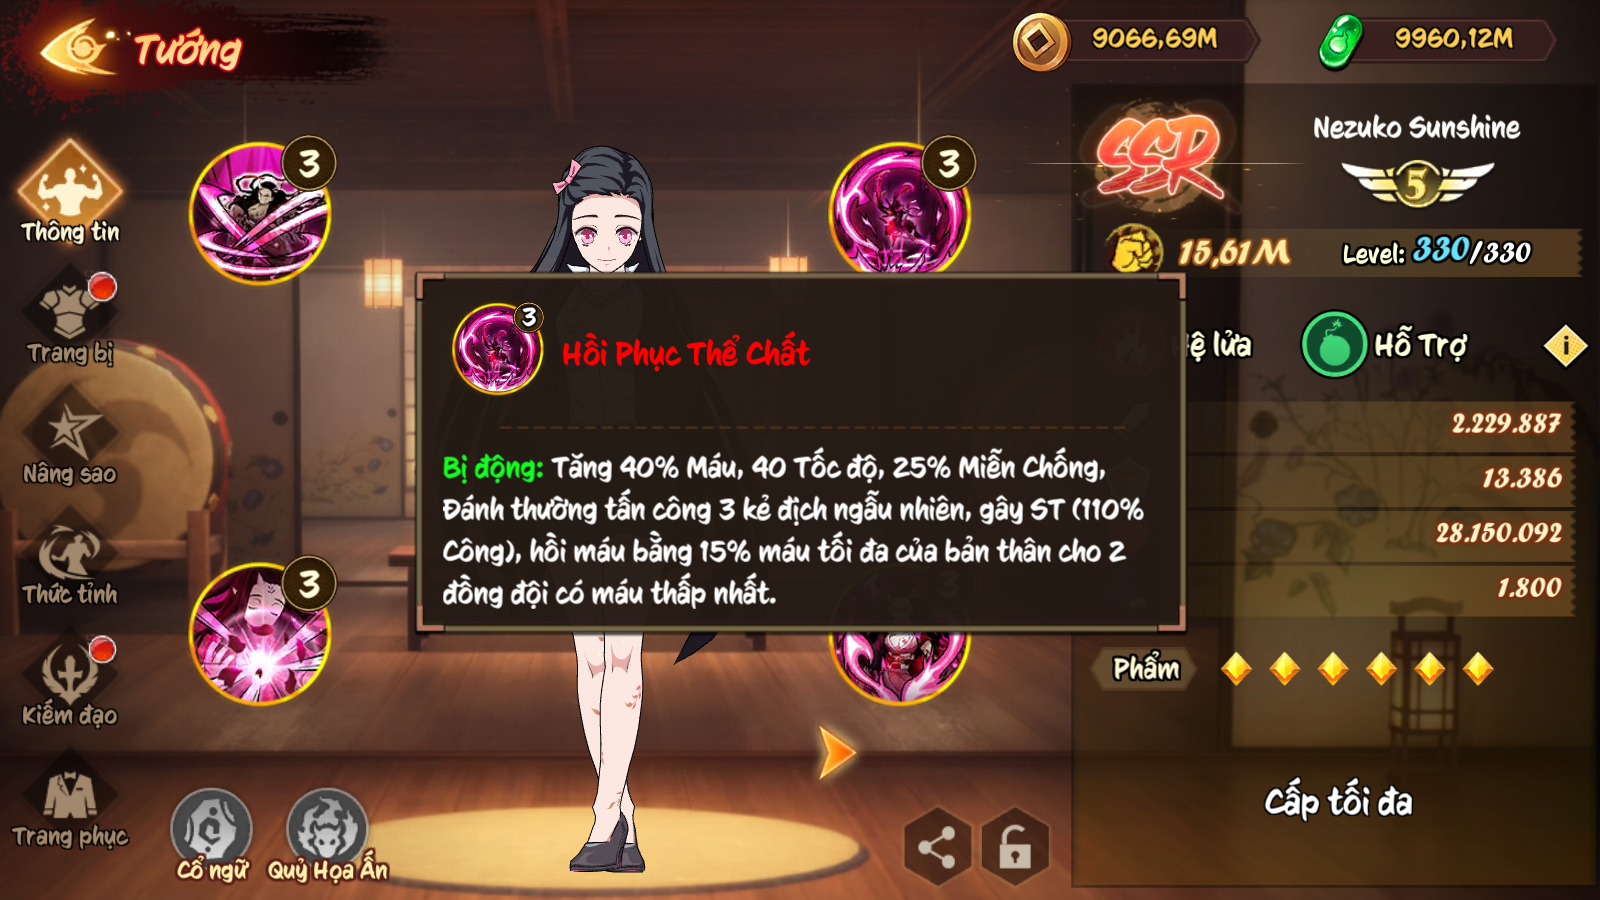 Tướng
9066,69M
9960,12M
Thông tin
Trang bị
Nâng sao
Thức tỉnh
Kiếm đạo
Trang phục
3
3
3
SSR
Nezuko Sunshine
5
15,61M
Level: 330/330
Hệ lửa
Hỗ Trợ
i
2.229.887
13.386
28.150.092
1.800
Phẩm
Cấp tối đa
3
Hồi Phục Thể Chất
Bị động: Tăng 40% Máu, 40 Tốc độ, 25% Miễn Chống,
Đánh thường tấn công 3 kẻ địch ngẫu nhiên, gây ST (110%
Công), hồi máu bằng 15% máu tối đa của bản thân cho 2
đồng đội có máu thấp nhất.
Cổ ngữ
Quỷ Họa Ấn